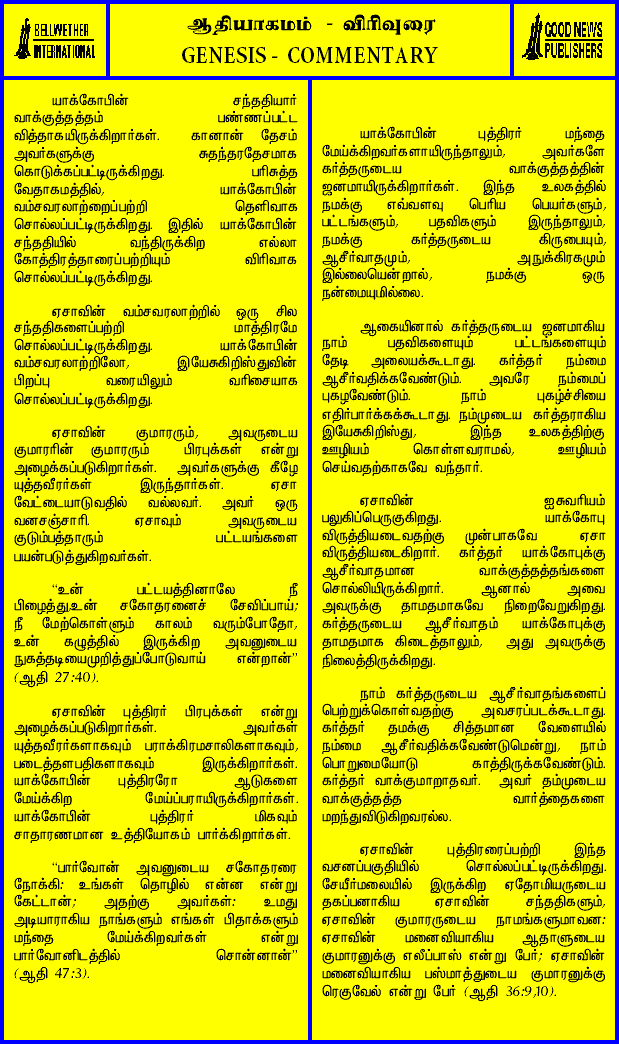 BELLWETHER
INTERNATIONAL
ஆதியாகமம் - விரிவுரை
GENESIS - COMMENTARY
GOOD NEWS
PUBLISHERS
யாக்கோபின் சந்ததியார்
வாக்குத்தத்தம் பண்ணப்பட்ட
வித்தாகயிருக்கிறார்கள். கானான் தேசம்
அவர்களுக்கு சுதந்தரதேசமாக
கொடுக்கப்பட்டிருக்கிறது. பரிசுத்த
வேதாகமத்தில், யாக்கோபின்
வம்சவரலாற்றைப்பற்றி தெளிவாக
சொல்லப்பட்டிருக்கிறது. இதில் யாக்கோபின்
சந்ததியில் வந்திருக்கிற எல்லா
கோத்திரத்தாரைப்பற்றியும் விரிவாக
சொல்லப்பட்டிருக்கிறது.
ஏசாவின் வம்சவரலாற்றில் ஒரு சில
சந்ததிகளைப்பற்றி மாத்திரமே
சொல்லப்பட்டிருக்கிறது. யாக்கோபின்
வம்சவரலாற்றிலோ, இயேசுகிறிஸ்துவின்
பிறப்பு வரையிலும் வரிசையாக
சொல்லப்பட்டிருக்கிறது.
ஏசாவின் குமாரரும், அவருடைய
குமாரரின் குமாரரும் பிரபுக்கள் என்று
அழைக்கப்படுகிறார்கள். அவர்களுக்கு கீழே
யுத்தவீரர்கள் இருந்தார்கள். ஏசா
வேட்டையாடுவதில் வல்லவர். அவர் ஒரு
வனசஞ்சாரி. ஏசாவும் அவருடைய
குடும்பத்தாரும் பட்டயங்களை
பயன்படுத்துகிறவர்கள்.
“உன் பட்டயத்தினாலே நீ
பிழைத்து.உன் சகோதரனைச் சேவிப்பாய்;
நீ மேற்கொள்ளும் காலம் வரும்போதோ,
உன் கழுத்தில் இருக்கிற அவனுடைய
நுகத்தடியைமுறித்துப்போடுவாய் என்றான்”
(ஆதி 27:40).
ஏசாவின் புத்திரர் பிரபுக்கள் என்று
அழைக்கப்படுகிறார்கள். அவர்கள்
யுத்தவீரர்களாகவும் பராக்கிரமசாலிகளாகவும்,
படைத்தளபதிகளாகவும் இருக்கிறார்கள்.
யாக்கோபின் புத்திரரோ ஆடுகளை
மேய்க்கிற மேய்ப்பராயிருக்கிறார்கள்.
யாக்கோபின் புத்திரர் மிகவும்
சாதாரணமான உத்தியோகம் பார்க்கிறார்கள்.
“பார்வோன் அவனுடைய சகோதரரை
நோக்கி: உங்கள் தொழில் என்ன என்று
கேட்டான்; அதற்கு அவர்கள்: உமது
அடியாராகிய நாங்களும் எங்கள் பிதாக்களும்
மந்தை மேய்க்கிறவர்கள் என்று
பார்வோனிடத்தில் சொன்னான்”
(ஆதி 47:3).
யாக்கோபின் புத்திரர் மந்தை
மேய்க்கிறவர்களாயிருந்தாலும், அவர்களே
கர்த்தருடைய வாக்குத்தத்தின்
ஜனமாயிருக்கிறார்கள். இந்த உலகத்தில்
நமக்கு எவ்வளவு பெரிய பெயர்களும்,
பட்டங்களும், பதவிகளும் இருந்தாலும்,
நமக்கு கர்த்தருடைய கிருபையும்,
ஆசீர்வாதமும், அநுக்கிரகமும்
இல்லையென்றால், நமக்கு ஒரு
நன்மையுமில்லை.
ஆகையினால் கர்த்தருடைய ஜனமாகிய
நாம் பதவிகளையும் பட்டங்களையும்
தேடி அலையக்கூடாது. கர்த்தர் நம்மை
ஆசீர்வதிக்கவேண்டும். அவரே நம்மைப்
புகழவேண்டும். நாம் புகழ்ச்சியை
எதிர்பார்க்கக்கூடாது. நம்முடைய கர்த்தராகிய
இயேசுகிறிஸ்து, இந்த உலகத்திற்கு
ஊழியம் கொள்ளவராமல், ஊழியம்
செய்வதற்காகவே வந்தார்.
ஏசாவின் ஐசுவரியம்
பலுகிப்பெருகுகிறது. யாக்கோபு
விருத்தியடைவதற்கு முன்பாகவே ஏசா
விருத்தியடைகிறார். கர்த்தர் யாக்கோபுக்கு
ஆசீர்வாதமான வாக்குத்தத்தங்களை
சொல்லியிருக்கிறார். ஆனால் அவை
அவருக்கு தாமதமாகவே நிறைவேறுகிறது.
கர்த்தருடைய ஆசீர்வாதம் யாக்கோபுக்கு
தாமதமாக கிடைத்தாலும், அது அவருக்கு
நிலைத்திருக்கிறது.
நாம் கர்த்தருடைய ஆசீர்வாதங்களைப்
பெற்றுக்கொள்வதற்கு அவசரப்படக்கூடாது.
கர்த்தர் தமக்கு சித்தமான வேளையில்
நம்மை ஆசீர்வதிக்கவேண்டுமென்று, நாம்
பொறுமையோடு காத்திருக்கவேண்டும்.
கர்த்தர் வாக்குமாறாதவர். அவர் தம்முடைய
வாக்குத்தத்த வார்த்தைகளை
மறந்துவிடுகிறவரல்ல.
ஏசாவின் புத்திரரைப்பற்றி இந்த
வசனப்பகுதியில் சொல்லப்பட்டிருக்கிறது.
சேயீர்மலையில் இருக்கிற ஏதோமியருடைய
தகப்பனாகிய ஏசாவின் சந்ததிகளும்,
ஏசாவின் குமாரருடைய நாமங்களுமாவன:
ஏசாவின் மனைவியாகிய ஆதாளுடைய
குமாரனுக்கு எலீப்பாஸ் என்று பேர்; ஏசாவின்
மனைவியாகிய பஸ்மாத்துடைய குமாரனுக்கு
ரெகுவேல் என்று பேர் (ஆதி 36:9,10).